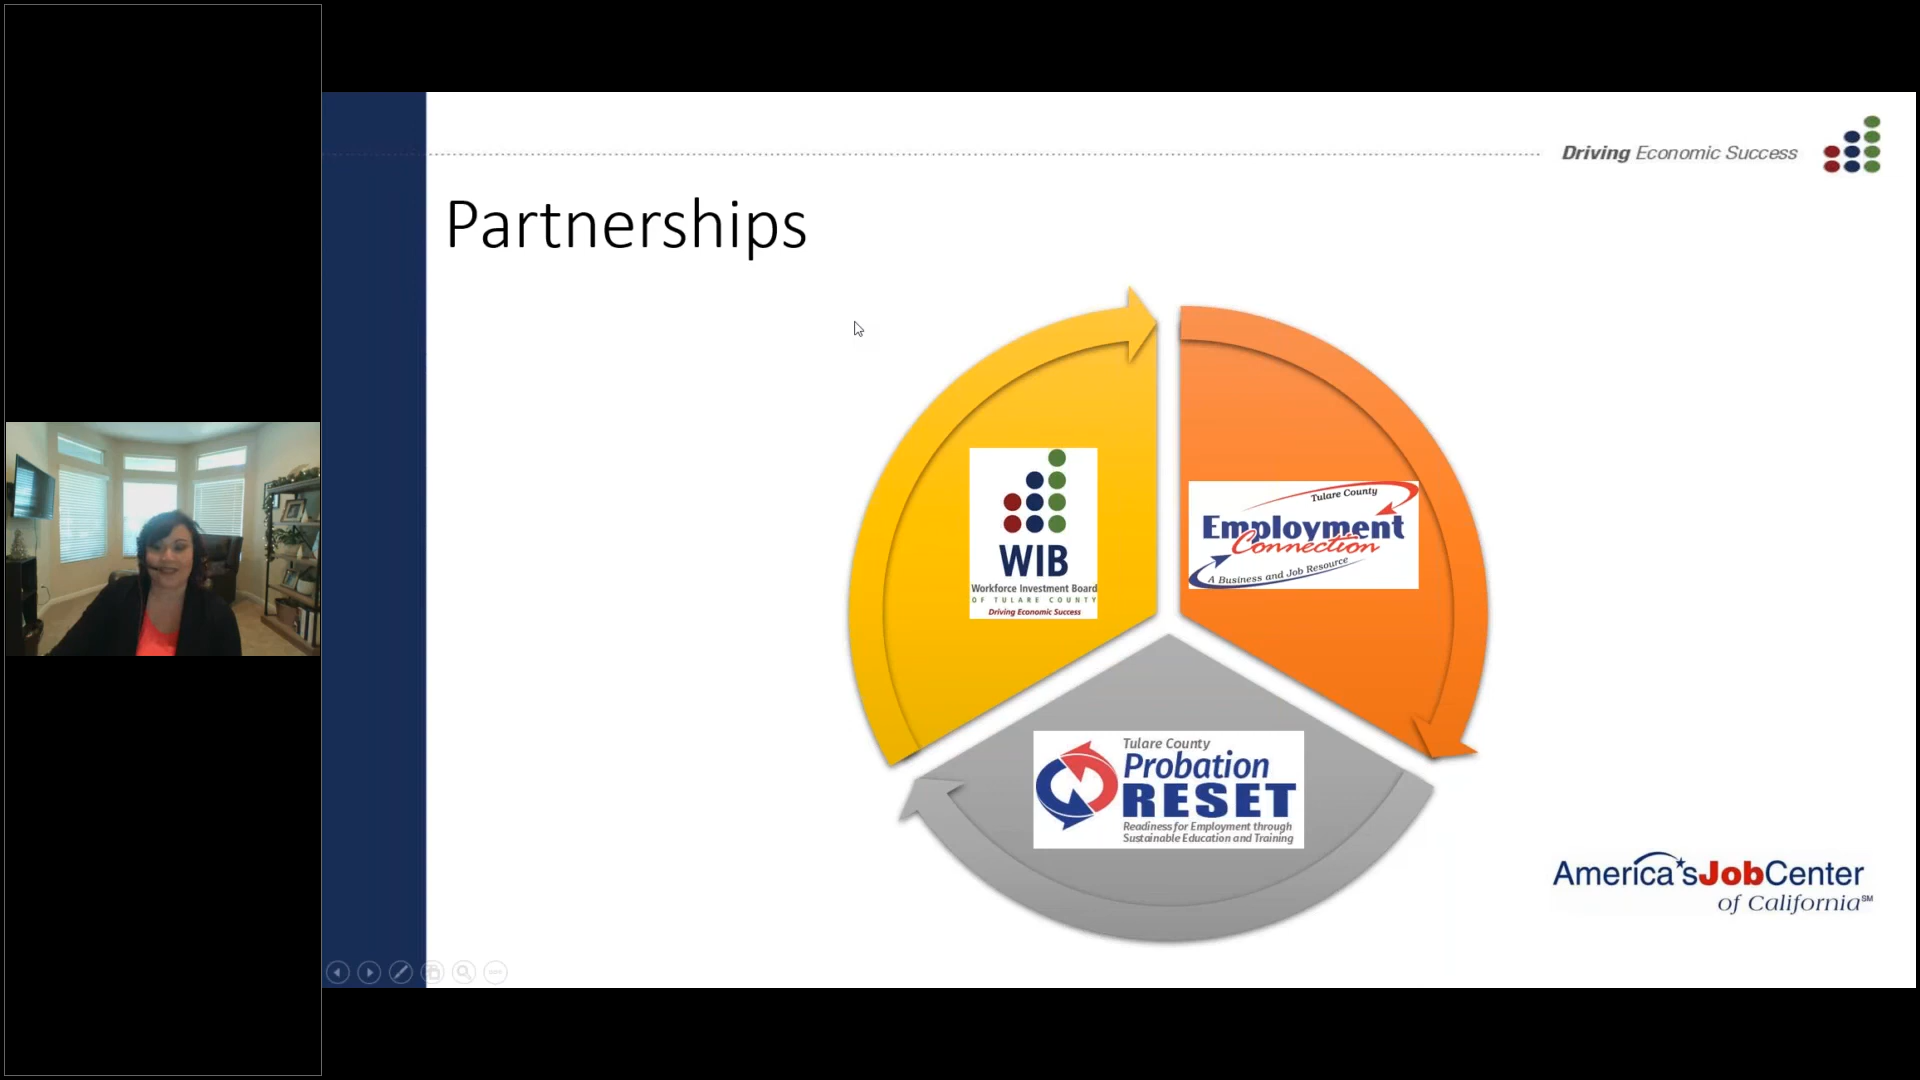 Driving Economic Success
Partnerships
WIB
Workforce Investment Board
OF TULARE COUNTY
Driving Economic Success
Tulare County
Employment
Connection
A Business and Job Resource
Tulare County
Probation
RESET
Readiness for Employment through
Sustainable Education and Training
America'sJobCenter
of California℠